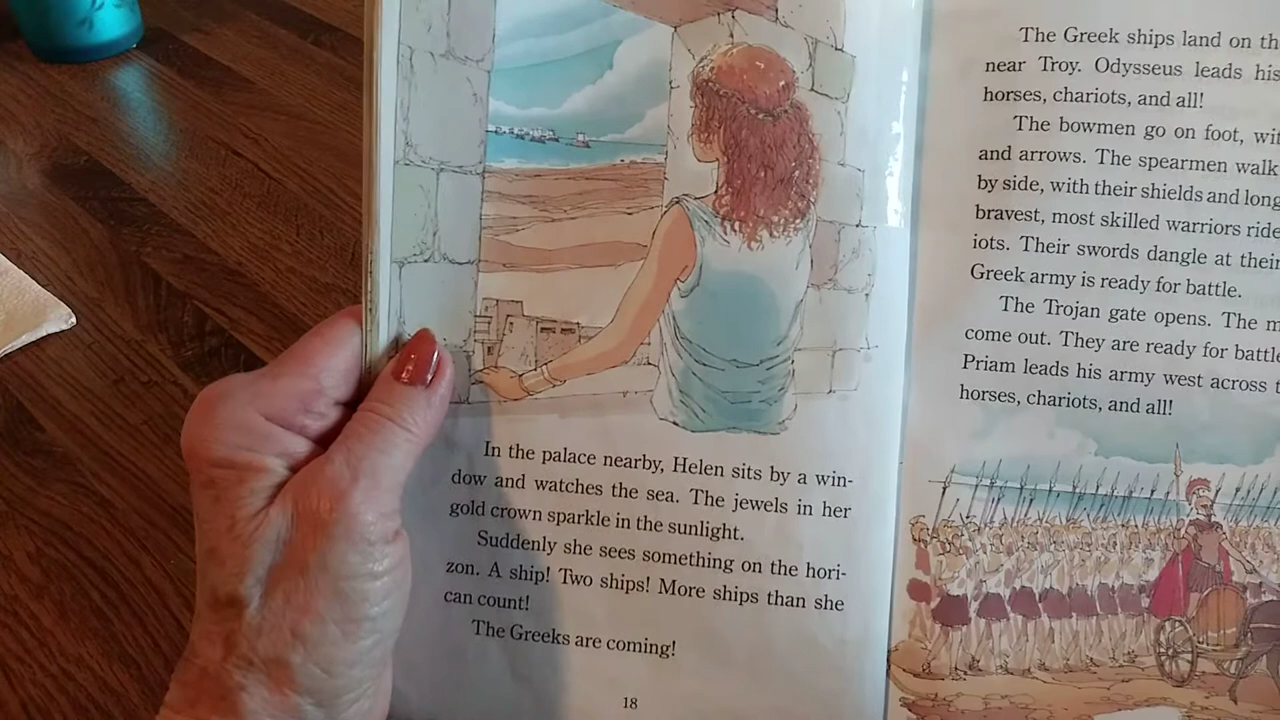 In the palace nearby, Helen sits by a win-
dow and watches the sea. The jewels in her
gold crown sparkle in the sunlight.
Suddenly she sees something on the hori-
zon. A ship! Two ships! More ships than she
can count!
The Greeks are coming!
18
The Greek ships land on
near Troy. Odysseus leads his
horses, chariots, and all!
The bowmen go on foot,
and arrows. The spearmen walk
by side, with their shields and long
bravest, most skilled warriors ride
iots. Their swords dangle at their
Greek army is ready for battle.
The Trojan gate opens. The
come out. They are ready for
Priam leads his army west across
horses, chariots, and all!